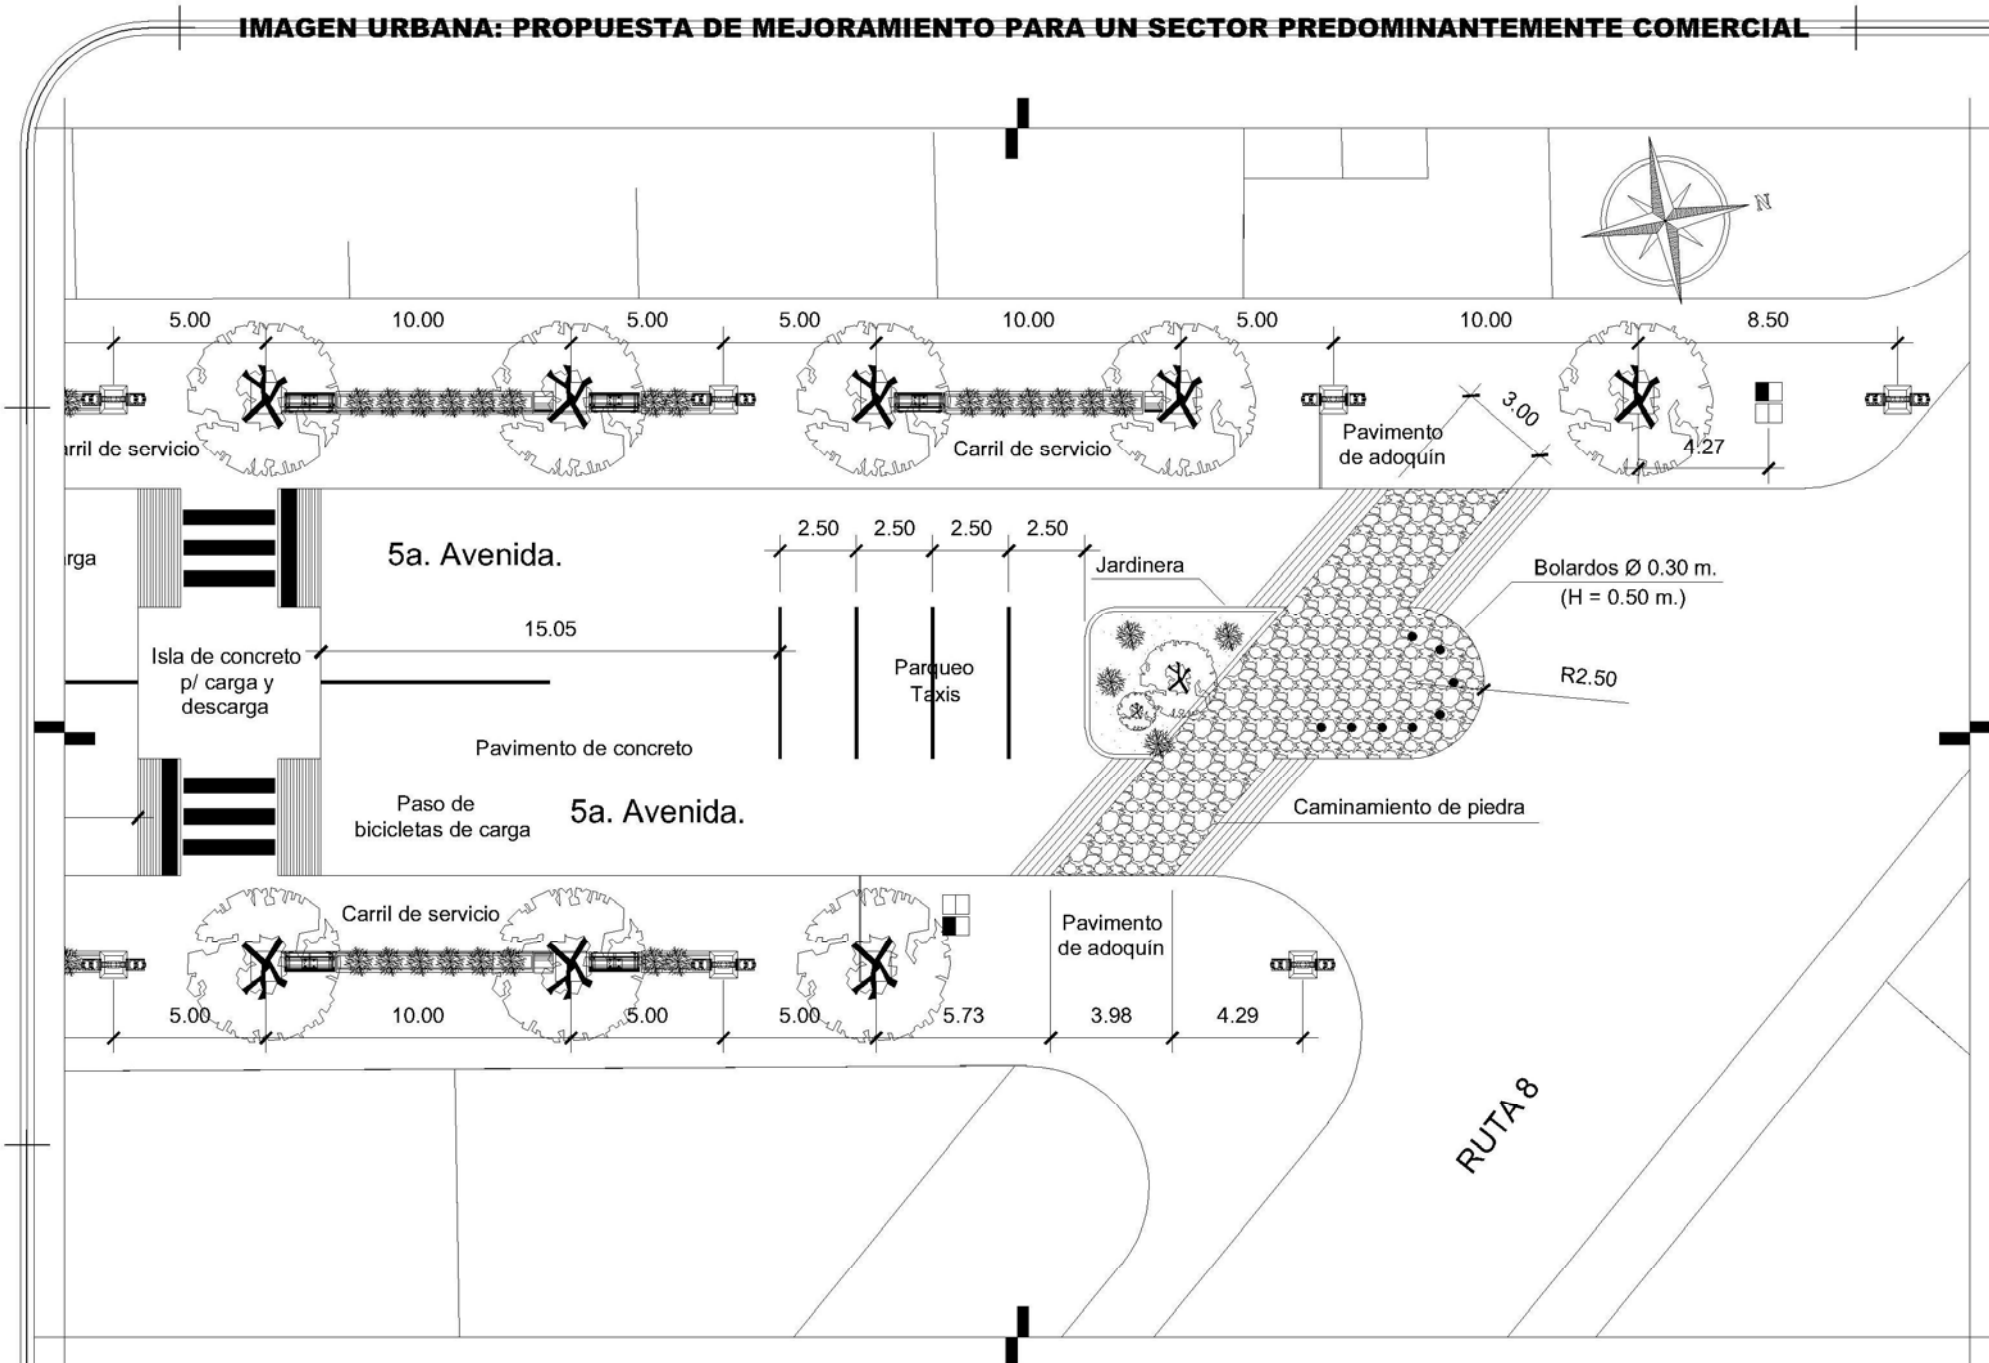 IMAGEN URBANA: PROPUESTA DE MEJORAMIENTO PARA UN SECTOR PREDOMINANTEMENTE COMERCIAL
N
5.00 10.00 5.00 5.00 10.00 5.00 10.00 8.50
3.00
4.27
arril de servicio
Carril de servicio
Pavimento
de adoquín
2.50 2.50 2.50 2.50
rga
5a. Avenida.
Jardinera
Bolardos Ø 0.30 m.
(H = 0.50 m.)
15.05
Isla de concreto
p/ carga y
descarga
Parqueo
Taxis
R2.50
Pavimento de concreto
Paso de
bicicletas de carga
5a. Avenida.
Caminamiento de piedra
Carril de servicio
Pavimento
de adoquín
5.00 10.00 5.00 5.00 5.73 3.98 4.29
RUTA 8